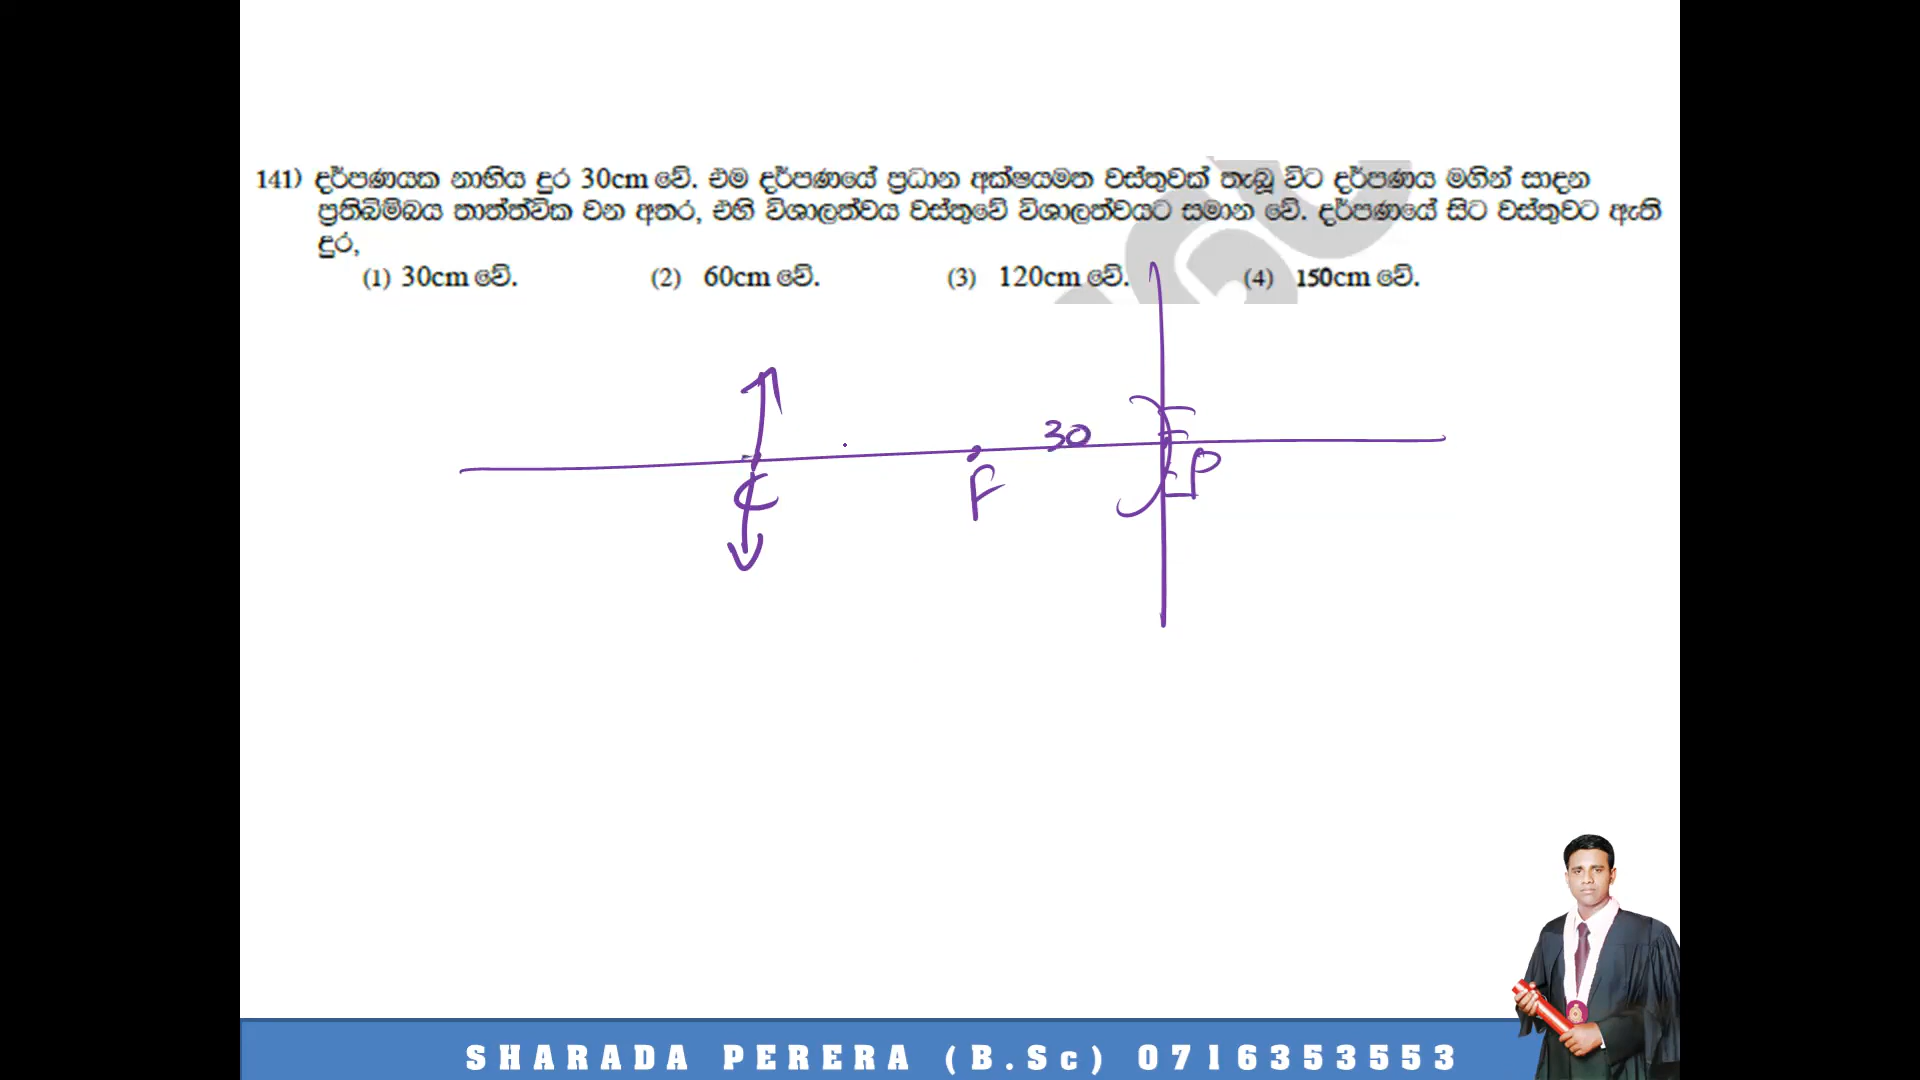 141) දර්පණයක නාභිය දුර 30cm වේ. එම දර්පණයේ ප්‍රධාන අක්ෂයමත වස්තුවක් තැබූ විට දර්පණය මගින් සාදන
ප්‍රතිබිම්බය තාත්ත්වික වන අතර, එහි විශාලත්වය වස්තුවේ විශාලත්වයට සමාන වේ. දර්පණයේ සිට වස්තුවට ඇති
දුර,
(1) 30cm වේ. (2) 60cm වේ. (3) 120cm වේ. (4) 150cm වේ.
30
C F P
SHARADA PERERA (B.Sc) 0716353553